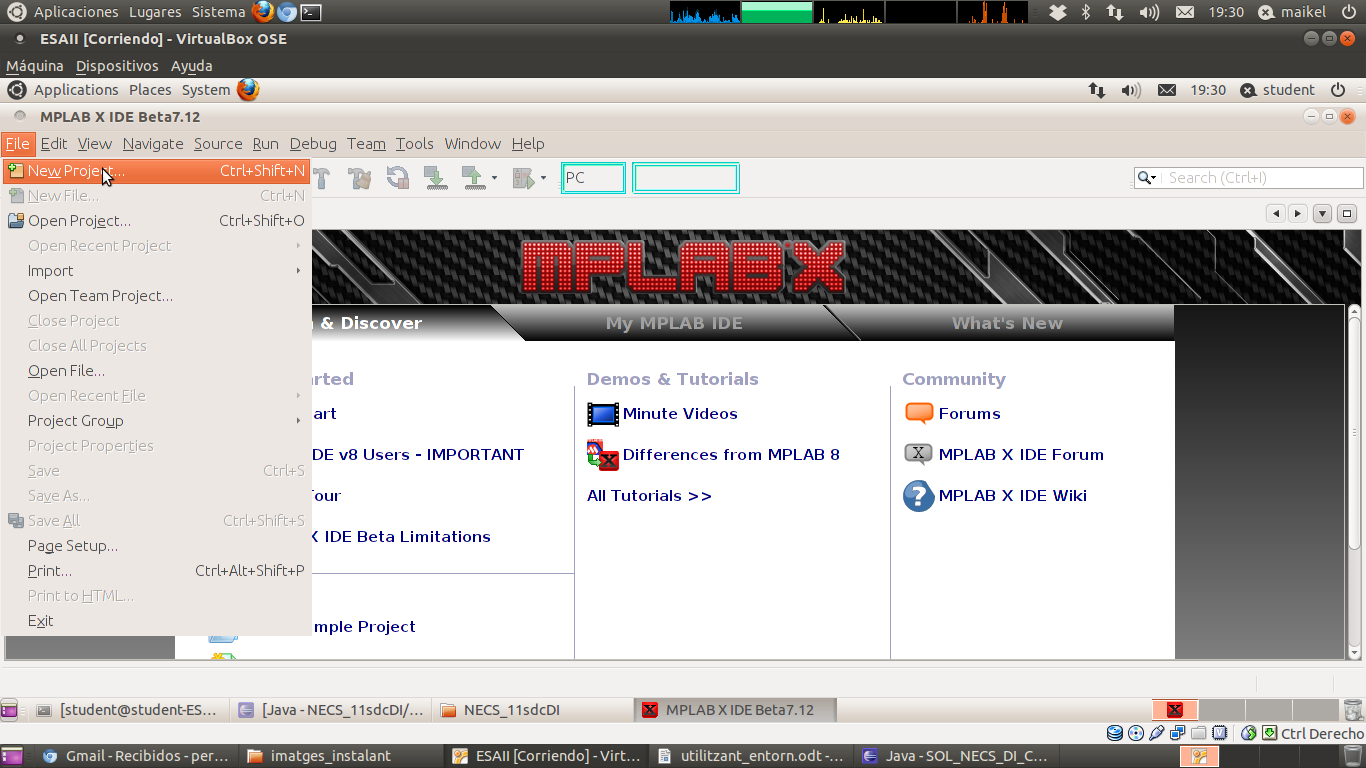 Aplicaciones Lugares Sistema 19:30 maikel
ESAII [Corriendo] - VirtualBox OSE
Máquina Dispositivos Ayuda
Applications Places System 19:30 student
MPLAB X IDE Beta7.12
File Edit View Navigate Source Run Debug Team Tools Window Help
New Project... Ctrl+Shift+N
PC
Search (Ctrl+I)
New File... Ctrl+N
Open Project... Ctrl+Shift+O
Open Recent Project
Import
Open Team Project...
Close Project
Close All Projects
Open File...
Open Recent File
Project Group
Project Properties
Save Ctrl+S
Save As...
Save All Ctrl+Shift+S
Page Setup...
Print... Ctrl+Alt+Shift+P
Print to HTML...
Exit
MPLAB X
& Discover My MPLAB IDE What's New
arted
art
DE v8 Users - IMPORTANT
our
X IDE Beta Limitations
mple Project
Demos & Tutorials
Minute Videos
Differences from MPLAB 8
All Tutorials >>
Community
Forums
MPLAB X IDE Forum
MPLAB X IDE Wiki
[student@student-ES... [Java - NECS_11sdcDI/... NECS_11sdcDI MPLAB X IDE Beta7.12
Ctrl Derecho
Gmail - Recibidos - per... imatges_instalant ESAII [Corriendo] - Virt... utilitzant_entorn.odt -... Java - SOL_NECS_DI_C...